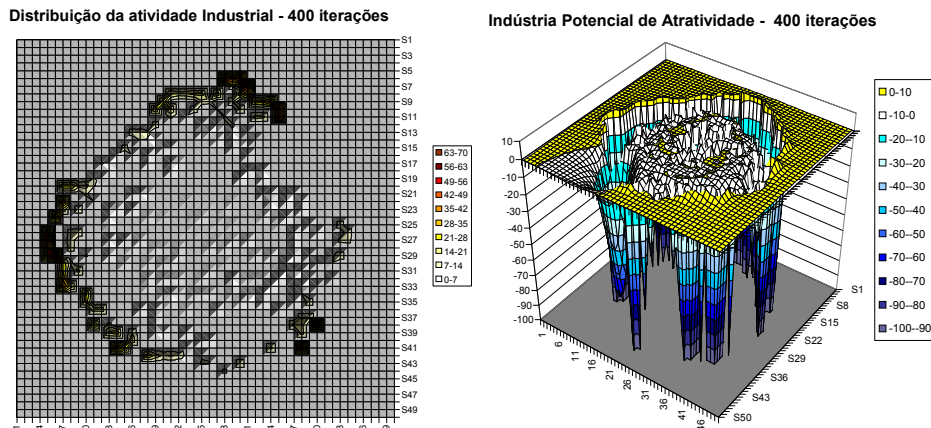 Distribuição da atividade Industrial - 400 iterações
S1
S3
S5
S7
S9
S11
S13
S15
S17
S19
S21
S23
S25
S27
S29
S31
S33
S35
S37
S39
S41
S43
S45
S47
S49
63-70
56-63
49-56
42-49
35-42
28-35
21-28
14-21
7-14
0-7
Indústria Potencial de Atratividade - 400 iterações
10
0
-10
-20
-30
-40
-50
-60
-70
-80
-90
-100
1
6
11
16
21
26
31
36
41
46
S1
S8
S15
S22
S29
S36
S43
S50
0-10
-10-0
-20--10
-30--20
-40--30
-50--40
-60--50
-70--60
-80--70
-90--80
-100--90